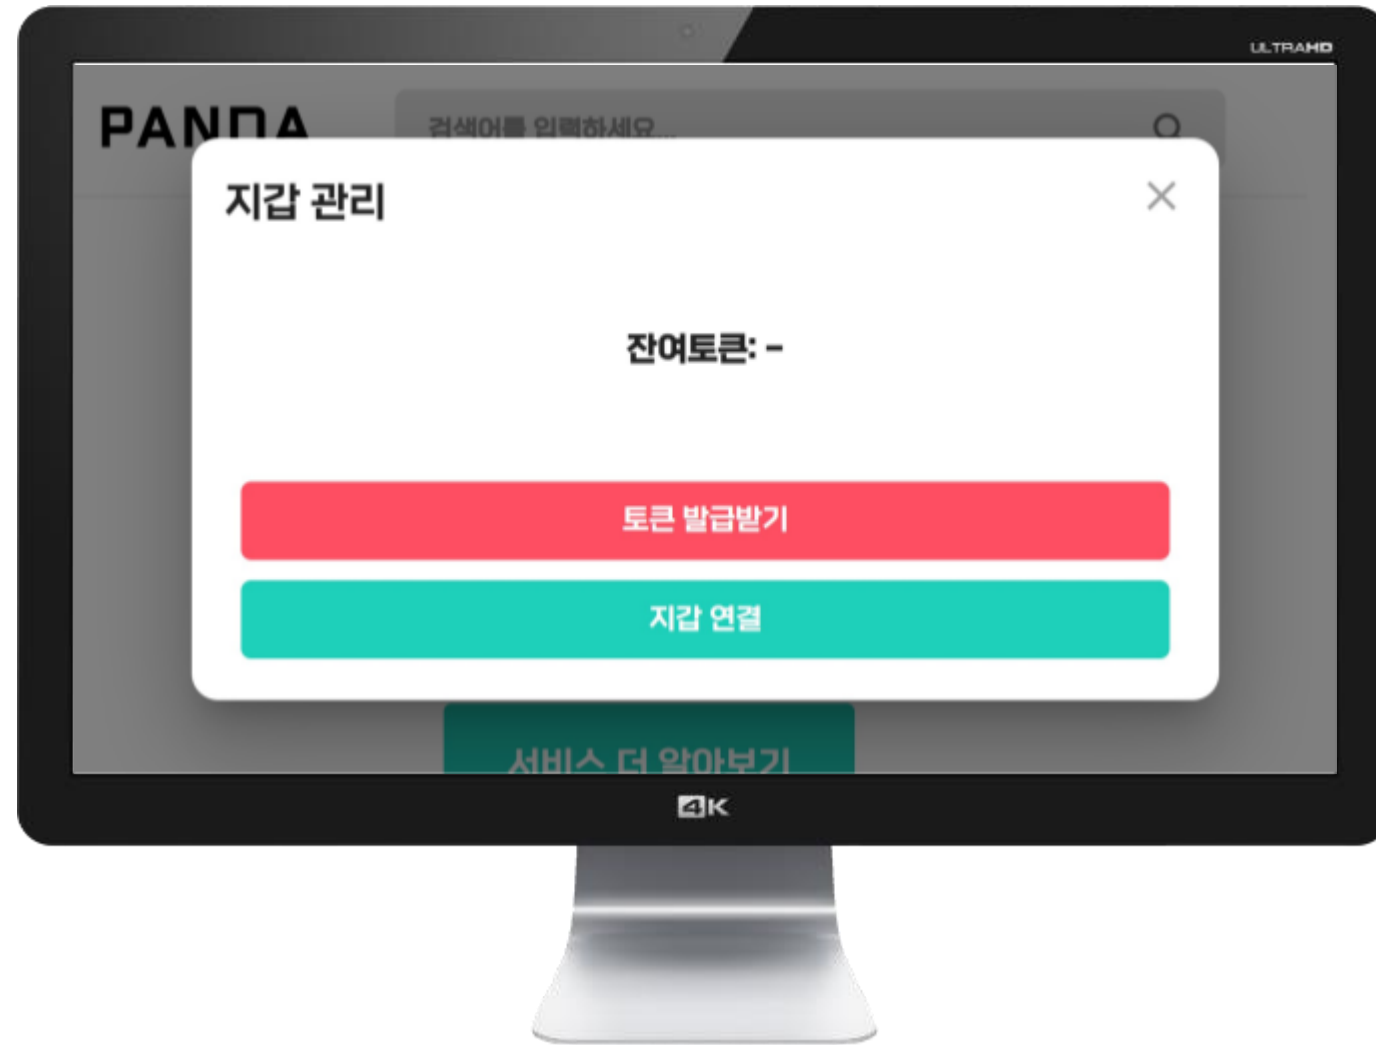 ULTRAHD
PANDA
검색어를 입력하세요...
지갑 관리
잔여토큰: -
토큰 발급받기
지갑 연결
서비스 더 알아보기
4K